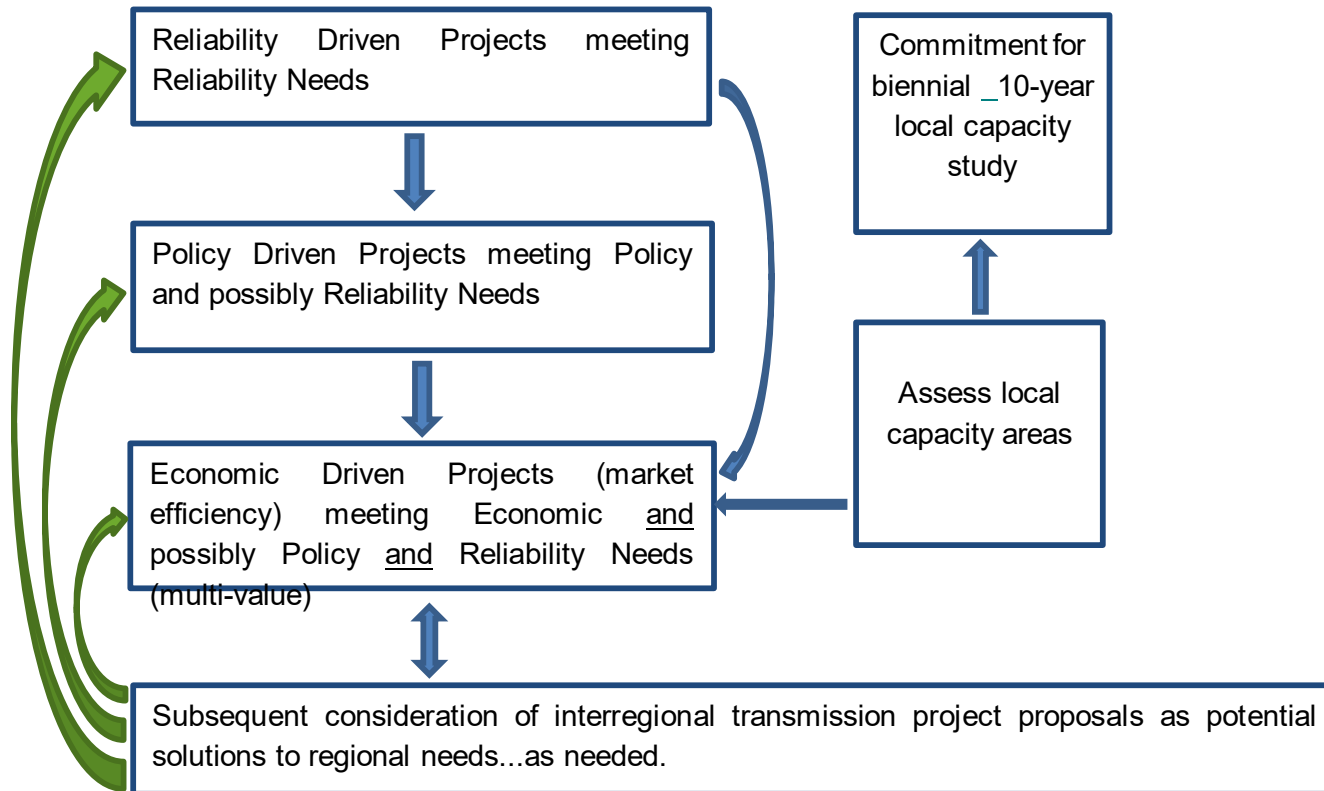 Reliability Driven Projects meeting
Reliability Needs
Commitment for
biennial _10-year
local capacity
study
Policy Driven Projects meeting Policy
and possibly Reliability Needs
Assess local
capacity areas
Economic Driven Projects (market
efficiency) meeting Economic and
possibly Policy and Reliability Needs
(multi-value)
Subsequent consideration of interregional transmission project proposals as potential
solutions to regional needs...as needed.